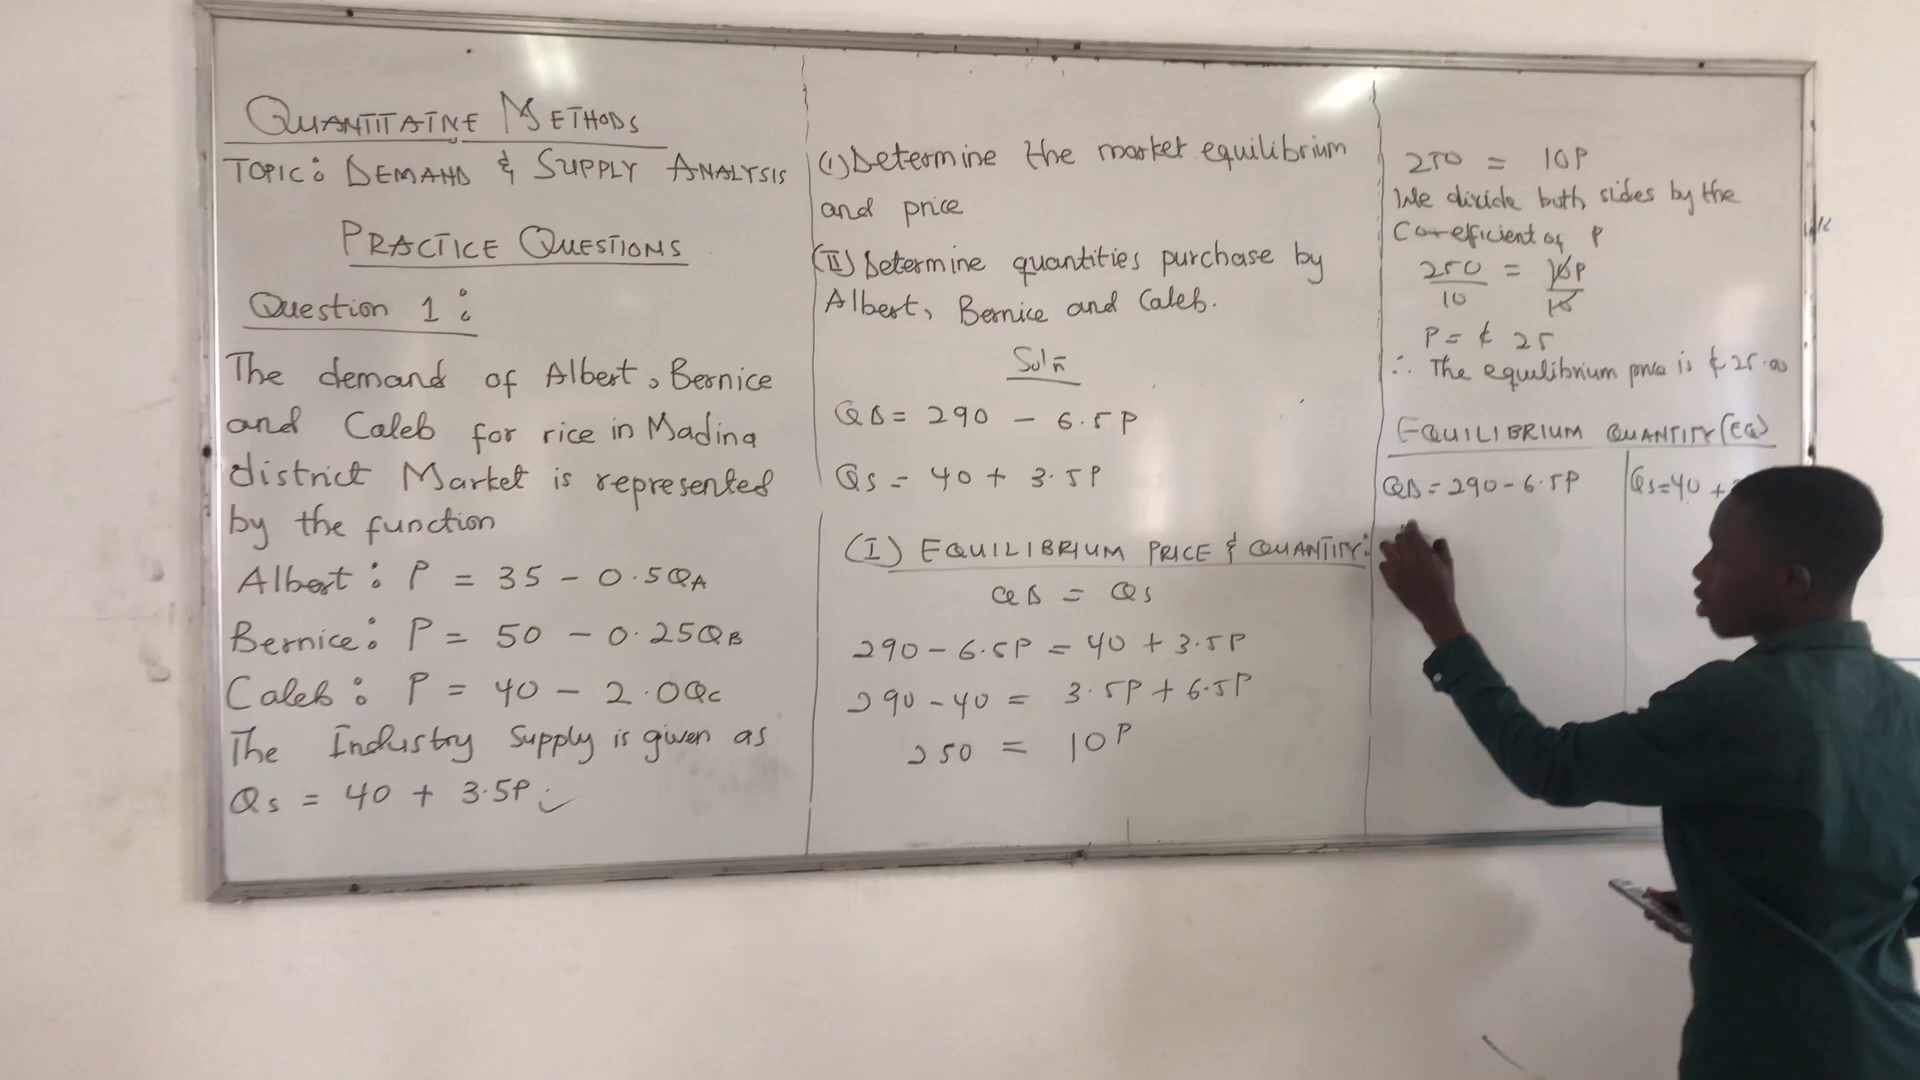 QUANTITATIVE METHODS
TOPIC: DEMAND & SUPPLY ANALYSIS
PRACTICE QUESTIONS
Question 1:
The demand of Albert, Bernice
and Caleb for rice in Madina
district Market is represented
by the function
Albert: P = 35 - 0.5QA
Bernice: P = 50 - 0.25QB
Caleb: P = 40 - 2.0Qc
The Industry Supply is given as
Qs = 40 + 3.5P
(I) Determine the market equilibrium
and price
(II) Determine quantities purchase by
Albert, Bernice and Caleb.
Soln
QD = 290 - 6.5P
Qs = 40 + 3.5P
(I) EQUILIBRIUM PRICE & QUANTITY:
QD = Qs
290 - 6.5P = 40 + 3.5P
290 - 40 = 3.5P + 6.5P
250 = 10P
250 = 10P
We divide both sides by the
Co-efficient of P
250 = 10P
10 10
P = ₵ 25
∴ The equilibrium price is ₵ 25.00
EQUILIBRIUM QUANTITY (EQ)
QD = 290 - 6.5P
Qs = 40 +